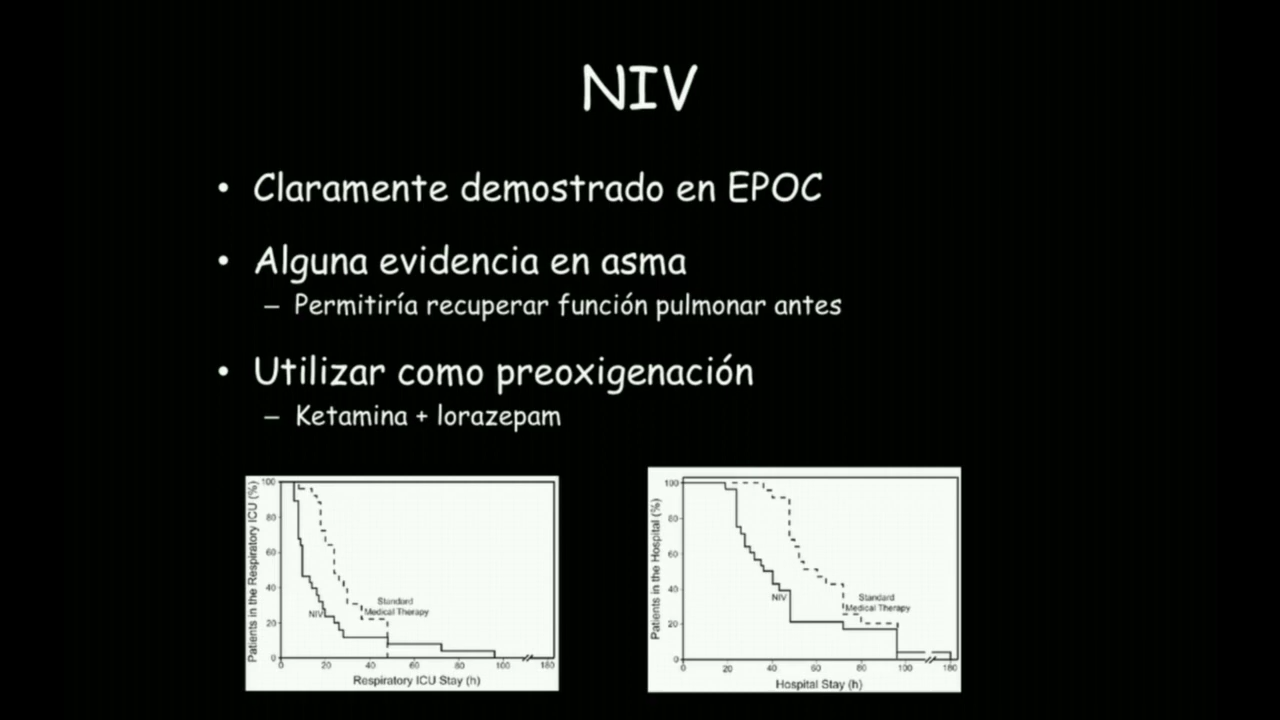 NIV
• Claramente demostrado en EPOC
• Alguna evidencia en asma
– Permitiría recuperar función pulmonar antes
• Utilizar como preoxigenación
– Ketamina + lorazepam
Patients in the Respiratory ICU (%)
100
80
60
40
20
0
NIV
Standard
Medical Therapy
0 20 40 60 80 100 180
Respiratory ICU Stay (h)
Patients in the Hospital (%)
100
80
60
40
20
0
NIV
Standard
Medical Therapy
0 20 40 60 80 100 180
Hospital Stay (h)